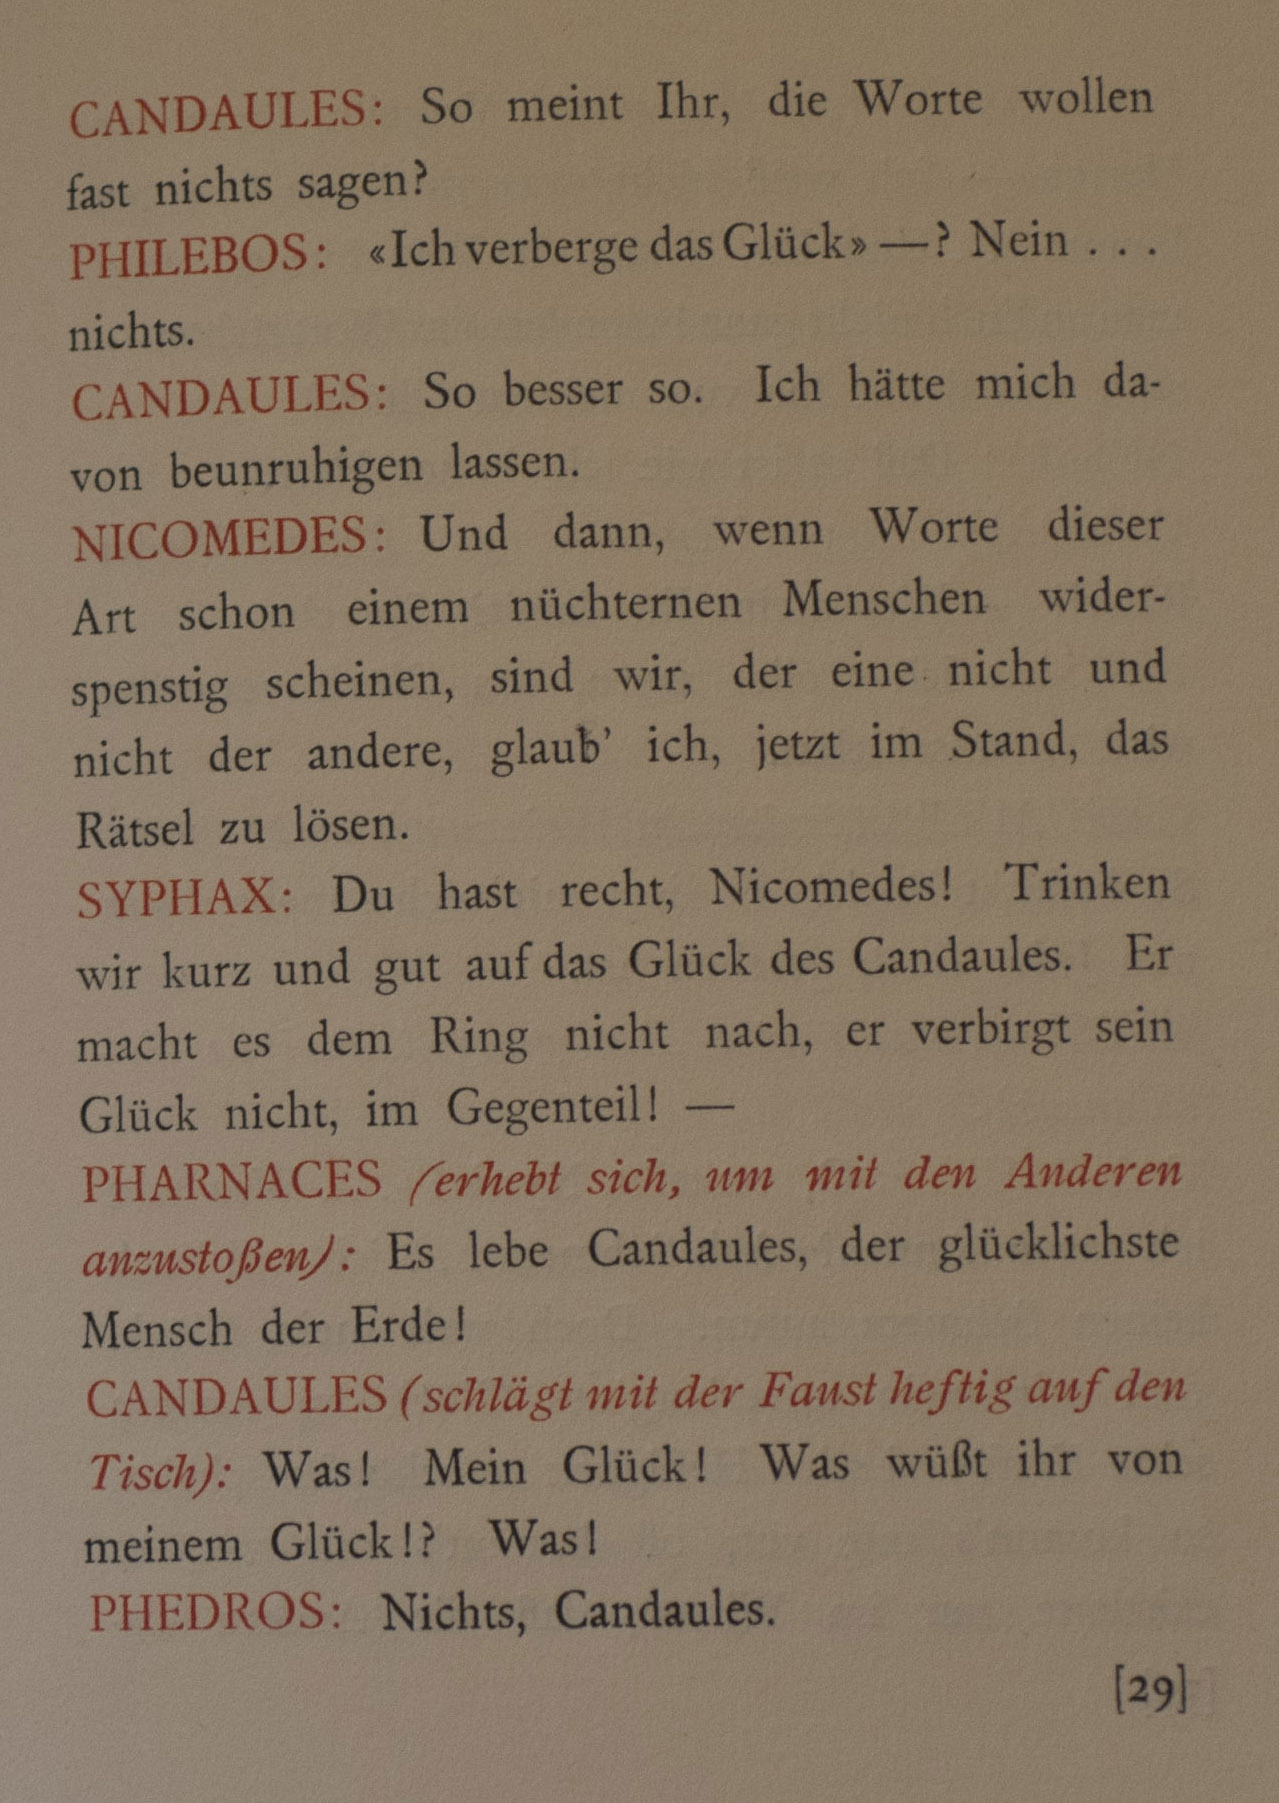 CANDAULES: So meint Ihr, die Worte wollen
fast nichts sagen?
PHILEBOS: «Ich verberge das Glück» —? Nein . . .
nichts.
CANDAULES: So besser so. Ich hätte mich da-
von beunruhigen lassen.
NICOMEDES: Und dann, wenn Worte dieser
Art schon einem nüchternen Menschen wider-
spenstig scheinen, sind wir, der eine nicht und
nicht der andere, glaub’ ich, jetzt im Stand, das
Rätsel zu lösen.
SYPHAX: Du hast recht, Nicomedes! Trinken
wir kurz und gut auf das Glück des Candaules. Er
macht es dem Ring nicht nach, er verbirgt sein
Glück nicht, im Gegenteil! —
PHARNACES (erhebt sich, um mit den Anderen
anzustoßen): Es lebe Candaules, der glücklichste
Mensch der Erde!
CANDAULES (schlägt mit der Faust heftig auf den
Tisch): Was! Mein Glück! Was wüßt ihr von
meinem Glück!? Was!
PHEDROS: Nichts, Candaules.
[29]